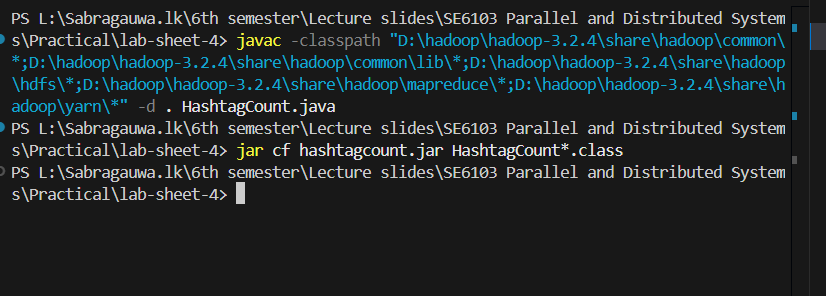 PS L:\Sabragauwa.lk\6th semester\Lecture slides\SE6103 Parallel and Distributed System
s\Practical\lab-sheet-4> javac -classpath "D:\hadoop\hadoop-3.2.4\share\hadoop\common\
*;D:\hadoop\hadoop-3.2.4\share\hadoop\common\lib\*;D:\hadoop\hadoop-3.2.4\share\hadoop
\hdfs\*;D:\hadoop\hadoop-3.2.4\share\hadoop\mapreduce\*;D:\hadoop\hadoop-3.2.4\share\h
adoop\yarn\*" -d . HashtagCount.java
PS L:\Sabragauwa.lk\6th semester\Lecture slides\SE6103 Parallel and Distributed System
s\Practical\lab-sheet-4> jar cf hashtagcount.jar HashtagCount*.class
PS L:\Sabragauwa.lk\6th semester\Lecture slides\SE6103 Parallel and Distributed System
s\Practical\lab-sheet-4>